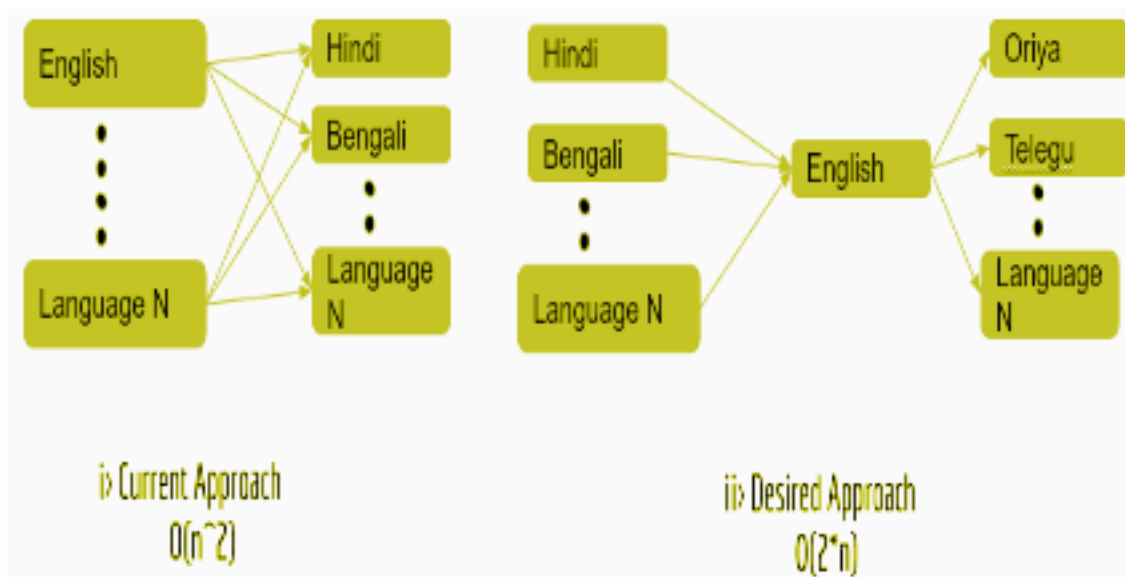 English
Language N
Hindi
Bengali
Language
N
i> Current Approach
O(n^2)
Hindi
Bengali
Language N
English
Oriya
Telegu
Language
N
ii> Desired Approach
O(2*n)